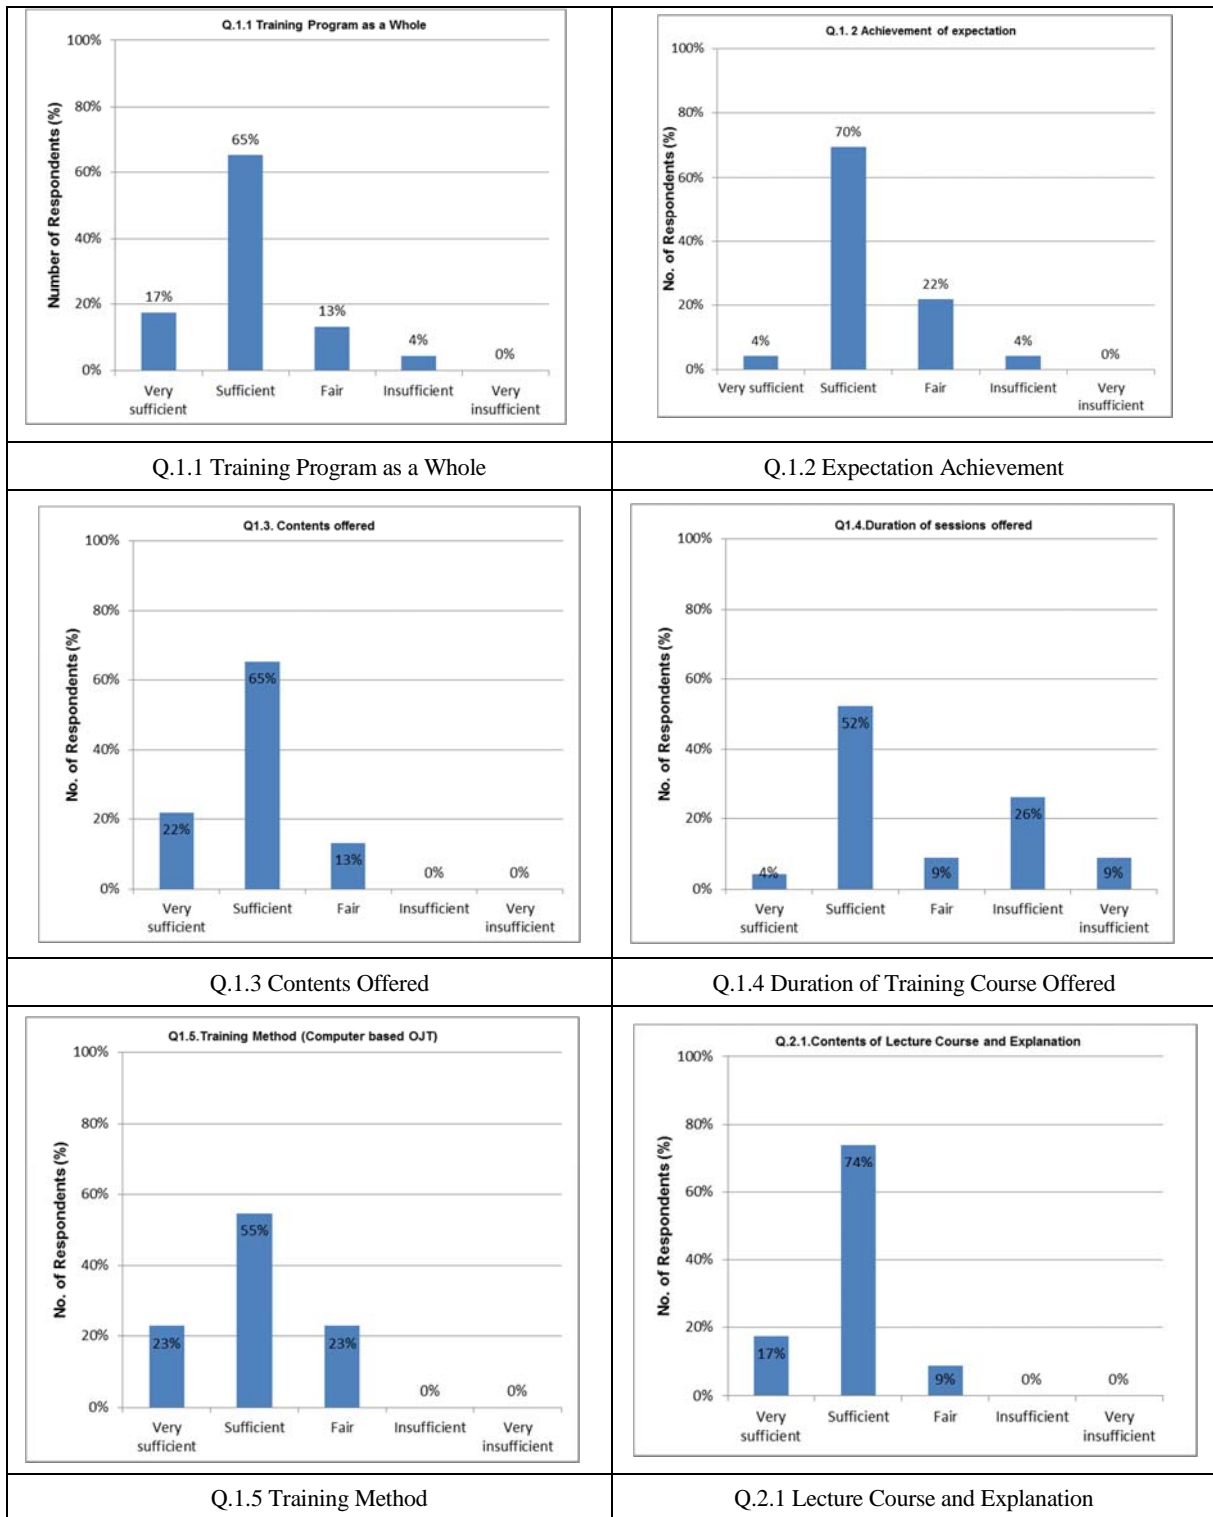 Q.1.1 Training Program as a Whole
100%
80%
60%
40%
20%
0%
Number of Respondents (%)
17%
65%
13%
4%
0%
Very sufficient
Sufficient
Fair
Insufficient
Very insufficient
Q.1. 2 Achievement of expectation
100%
80%
60%
40%
20%
0%
No. of Respondents (%)
4%
70%
22%
4%
0%
Very sufficient
Sufficient
Fair
Insufficient
Very insufficient
Q.1.1 Training Program as a Whole
Q.1.2 Expectation Achievement
Q1.3. Contents offered
100%
80%
60%
40%
20%
0%
No. of Respondents (%)
22%
65%
13%
0%
0%
Very sufficient
Sufficient
Fair
Insufficient
Very insufficient
Q1.4.Duration of sessions offered
100%
80%
60%
40%
20%
0%
No. of Respondents (%)
4%
52%
9%
26%
9%
Very sufficient
Sufficient
Fair
Insufficient
Very insufficient
Q.1.3 Contents Offered
Q.1.4 Duration of Training Course Offered
Q1.5.Training Method (Computer based OJT)
100%
80%
60%
40%
20%
0%
No. of Respondents (%)
23%
55%
23%
0%
0%
Very sufficient
Sufficient
Fair
Insufficient
Very insufficient
Q.2.1.Contents of Lecture Course and Explanation
100%
80%
60%
40%
20%
0%
No. of Respondents (%)
17%
74%
9%
0%
0%
Very sufficient
Sufficient
Fair
Insufficient
Very insufficient
Q.1.5 Training Method
Q.2.1 Lecture Course and Explanation